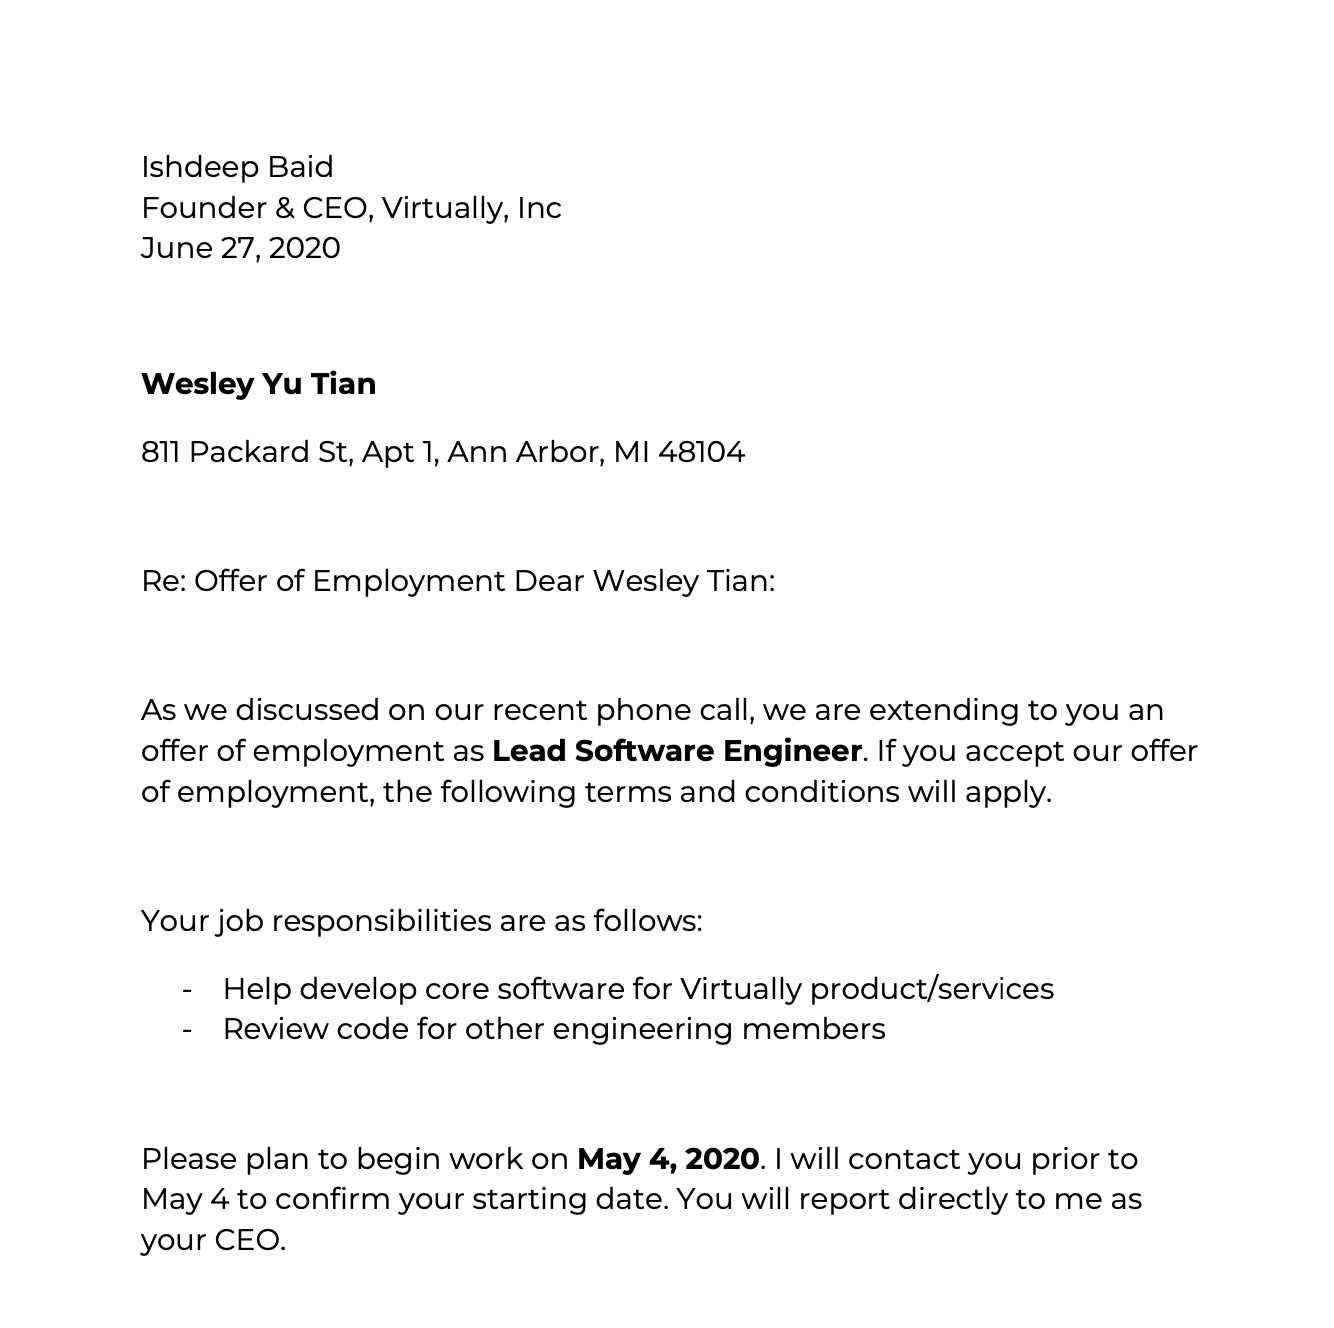 Ishdeep Baid
Founder & CEO, Virtually, Inc
June 27, 2020
Wesley Yu Tian
811 Packard St, Apt 1, Ann Arbor, MI 48104
Re: Offer of Employment Dear Wesley Tian:
As we discussed on our recent phone call, we are extending to you an
offer of employment as Lead Software Engineer. If you accept our offer
of employment, the following terms and conditions will apply.
Your job responsibilities are as follows:
- Help develop core software for Virtually product/services
- Review code for other engineering members
Please plan to begin work on May 4, 2020. I will contact you prior to
May 4 to confirm your starting date. You will report directly to me as
your CEO.